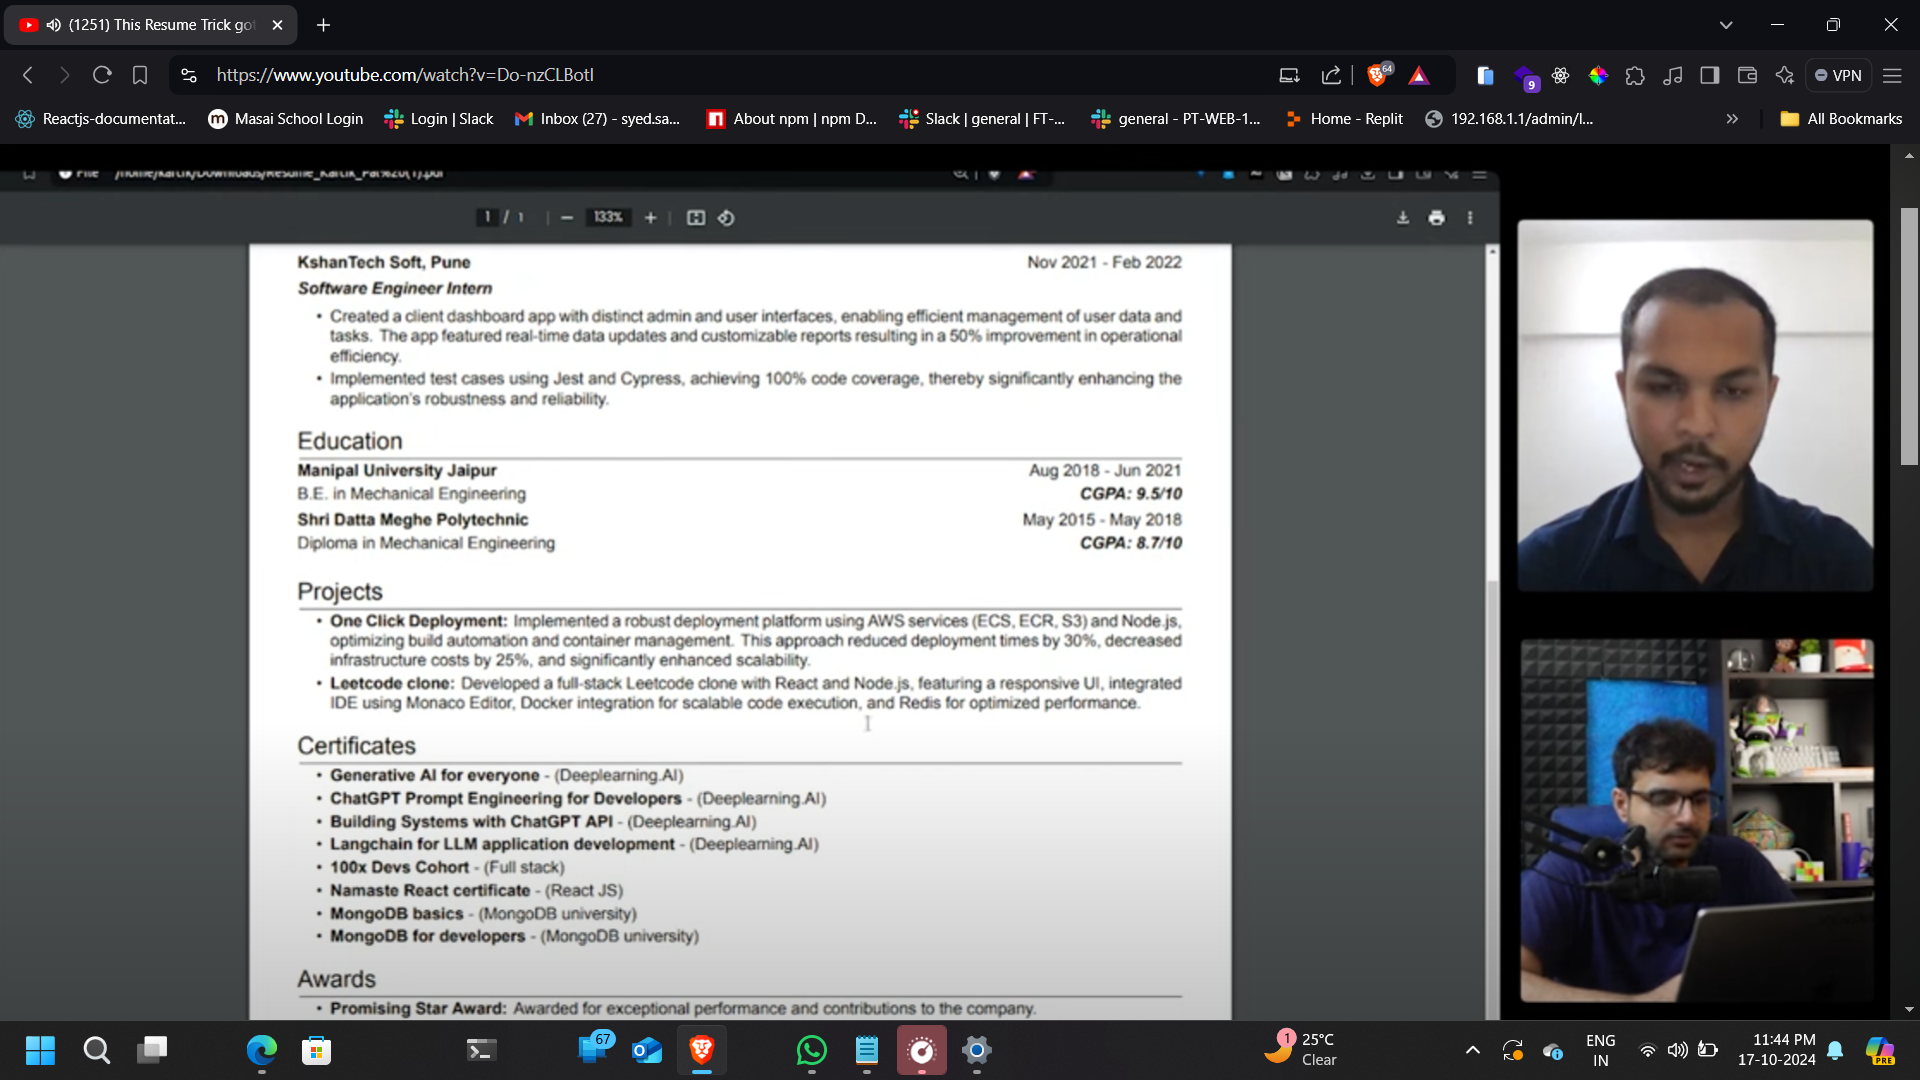 (1251) This Resume Trick got
https://www.youtube.com/watch?v=Do-nzCLBotI
64
9
VPN
Reactjs-documentat...
Masai School Login
Login | Slack
Inbox (27) - syed.sa...
About npm | npm D...
Slack | general | FT-...
general - PT-WEB-1...
Home - Replit
192.168.1.1/admin/l...
All Bookmarks
File /home/kartik/Downloads/Resume_Kartik_Pal%20(1).pdf
1 / 1
133%
KshanTech Soft, Pune Nov 2021 - Feb 2022
Software Engineer Intern
• Created a client dashboard app with distinct admin and user interfaces, enabling efficient management of user data and
tasks. The app featured real-time data updates and customizable reports resulting in a 50% improvement in operational
efficiency.
• Implemented test cases using Jest and Cypress, achieving 100% code coverage, thereby significantly enhancing the
application's robustness and reliability.
Education
Manipal University Jaipur Aug 2018 - Jun 2021
B.E. in Mechanical Engineering CGPA: 9.5/10
Shri Datta Meghe Polytechnic May 2015 - May 2018
Diploma in Mechanical Engineering CGPA: 8.7/10
Projects
• One Click Deployment: Implemented a robust deployment platform using AWS services (ECS, ECR, S3) and Node.js,
optimizing build automation and container management. This approach reduced deployment times by 30%, decreased
infrastructure costs by 25%, and significantly enhanced scalability.
• Leetcode clone: Developed a full-stack Leetcode clone with React and Node.js, featuring a responsive UI, integrated
IDE using Monaco Editor, Docker integration for scalable code execution, and Redis for optimized performance.
Certificates
• Generative AI for everyone - (Deeplearning.AI)
• ChatGPT Prompt Engineering for Developers - (Deeplearning.AI)
• Building Systems with ChatGPT API - (Deeplearning.AI)
• Langchain for LLM application development - (Deeplearning.AI)
• 100x Devs Cohort - (Full stack)
• Namaste React certificate - (React JS)
• MongoDB basics - (MongoDB university)
• MongoDB for developers - (MongoDB university)
Awards
• Promising Star Award: Awarded for exceptional performance and contributions to the company.
67
1
25°C
Clear
ENG
IN
11:44 PM
17-10-2024
PRE